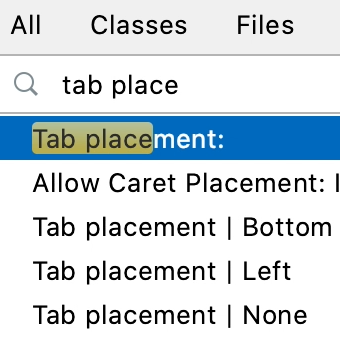 All Classes Files
tab place
Tab placement:
Allow Caret Placement:
Tab placement | Bottom
Tab placement | Left
Tab placement | None